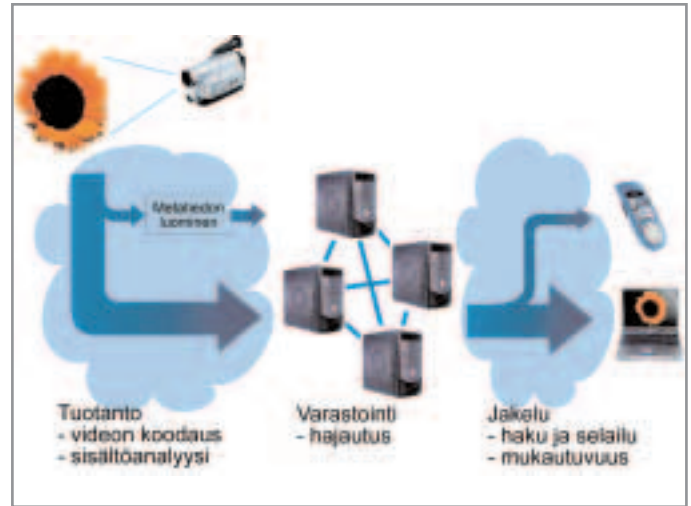 Metatiedon
luominen
Tuotanto
- videon koodaus
- sisältöanalyysi
Varastointi
- hajautus
Jakelu
- haku ja selailu
- mukautuvuus